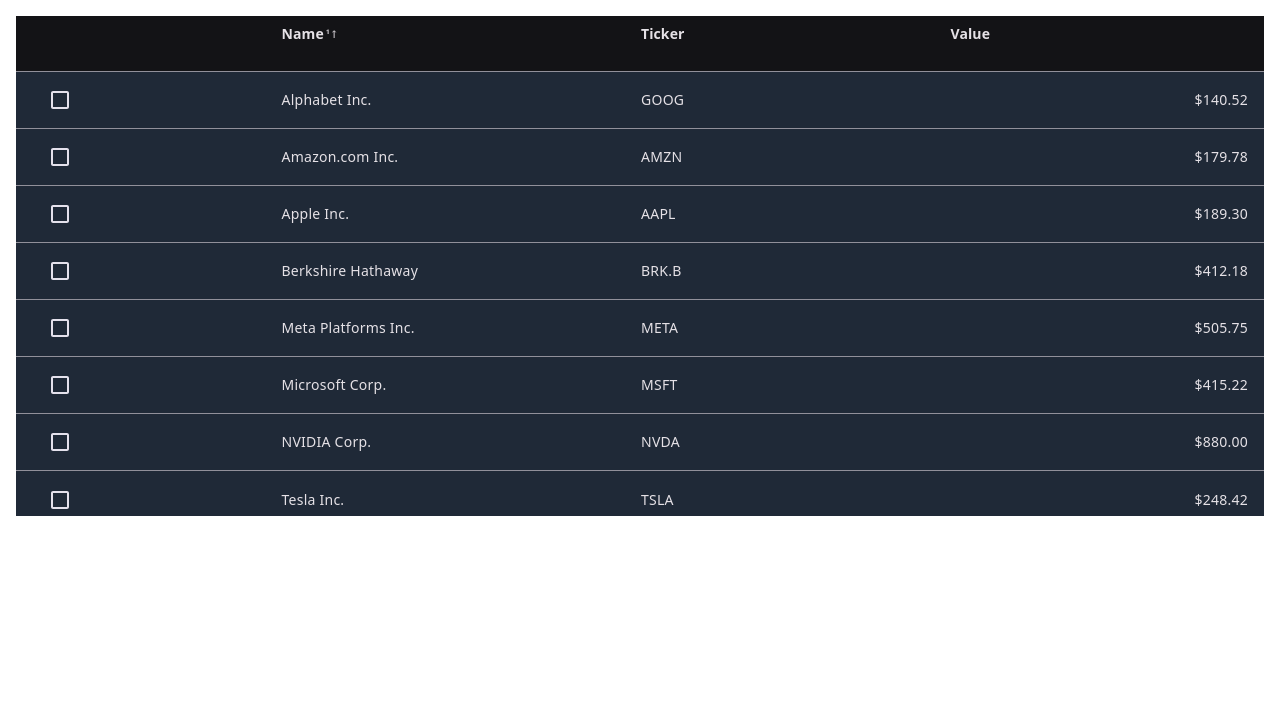 Name ¹↑ Ticker Value
Alphabet Inc. GOOG $140.52
Amazon.com Inc. AMZN $179.78
Apple Inc. AAPL $189.30
Berkshire Hathaway BRK.B $412.18
Meta Platforms Inc. META $505.75
Microsoft Corp. MSFT $415.22
NVIDIA Corp. NVDA $880.00
Tesla Inc. TSLA $248.42